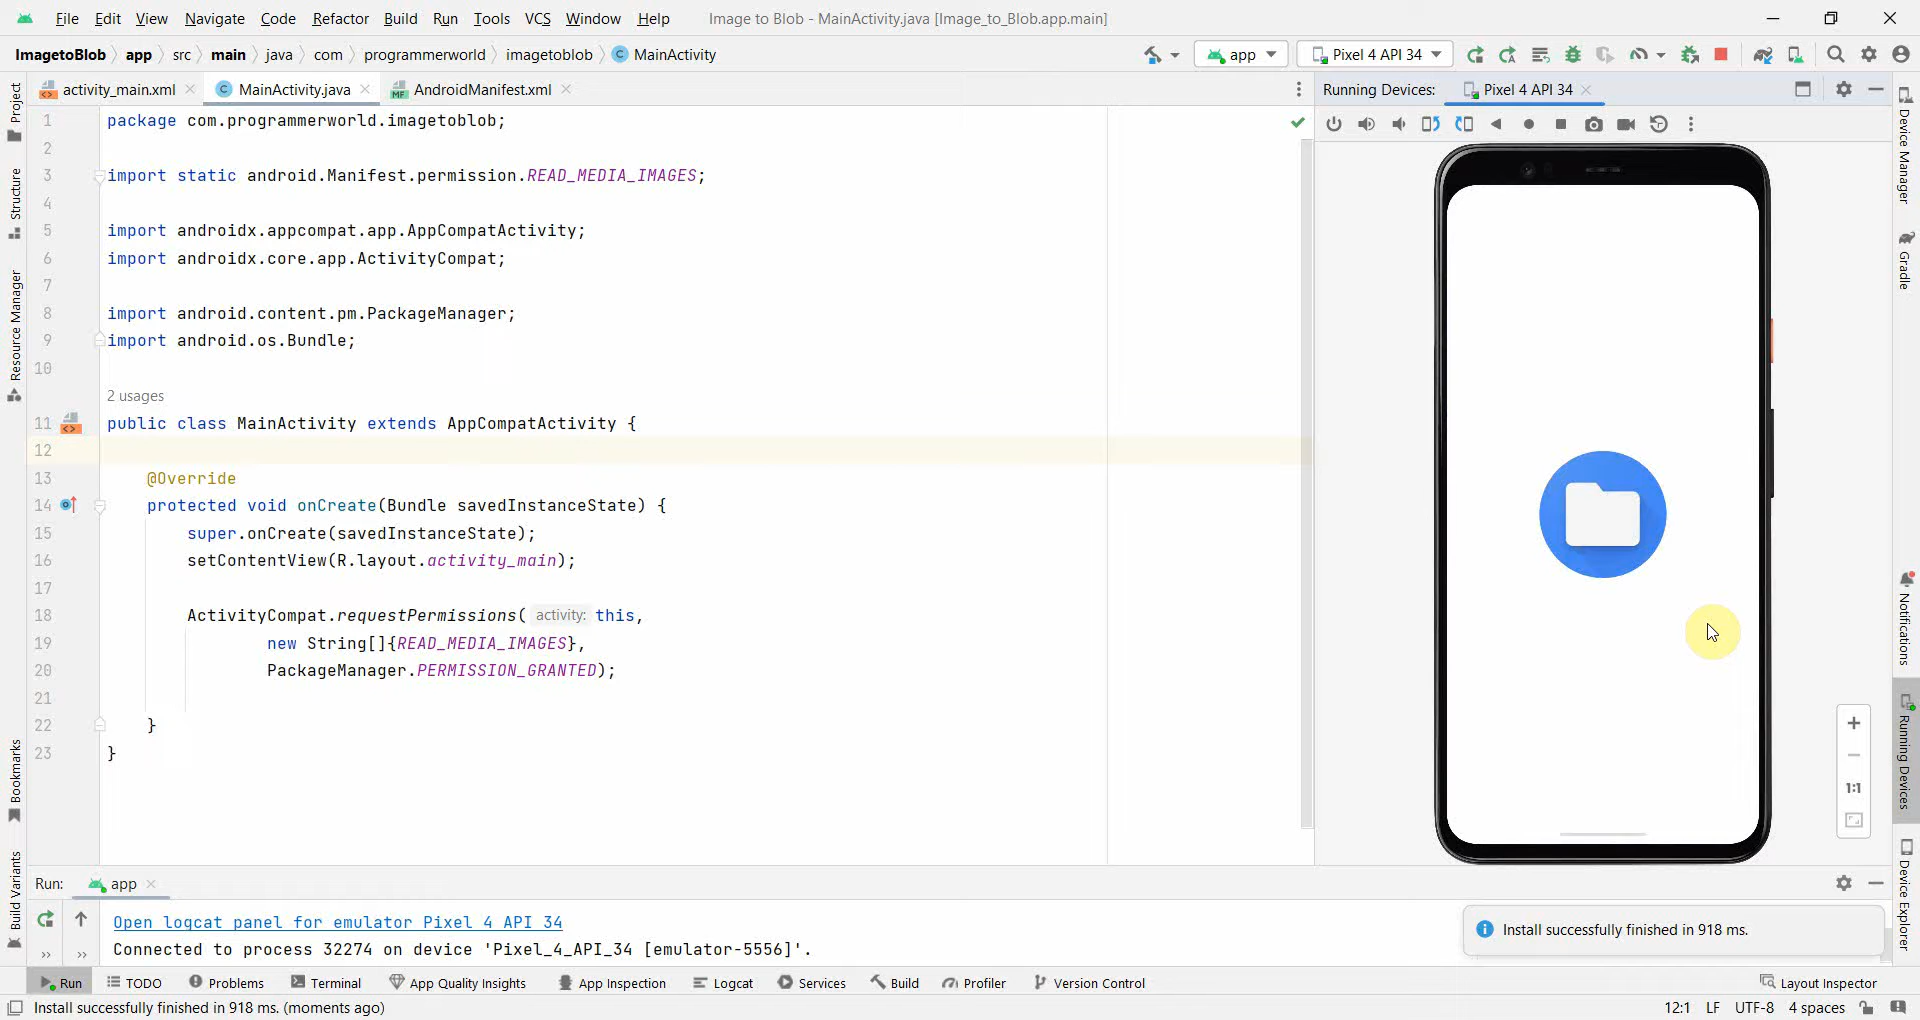 File Edit View Navigate Code Refactor Build Run Tools VCS Window Help Image to Blob - MainActivity.java [Image_to_Blob.app.main]
ImagetoBlob app src main java com programmerworld imagetoblob C MainActivity app Pixel 4 API 34
activity_main.xml C MainActivity.java MF AndroidManifest.xml Running Devices: Pixel 4 API 34
1 package com.programmerworld.imagetoblob;
2
3 import static android.Manifest.permission.READ_MEDIA_IMAGES;
4
5 import androidx.appcompat.app.AppCompatActivity;
6 import androidx.core.app.ActivityCompat;
7
8 import android.content.pm.PackageManager;
9 import android.os.Bundle;
10
2 usages
11 public class MainActivity extends AppCompatActivity {
12
13 @Override
14 protected void onCreate(Bundle savedInstanceState) {
15 super.onCreate(savedInstanceState);
16 setContentView(R.layout.activity_main);
17
18 ActivityCompat.requestPermissions( activity: this,
19 new String[]{READ_MEDIA_IMAGES},
20 PackageManager.PERMISSION_GRANTED);
21
22 }
23 }
Project
Structure
Resource Manager
Bookmarks
Build Variants
Device Manager
Gradle
Notifications
Running Devices
Device Explorer
+
−
1:1
Run: app
Open logcat panel for emulator Pixel 4 API 34
Connected to process 32274 on device 'Pixel_4_API_34 [emulator-5556]'.
Install successfully finished in 918 ms.
Run TODO Problems Terminal App Quality Insights App Inspection Logcat Services Build Profiler Version Control Layout Inspector
Install successfully finished in 918 ms. (moments ago) 12:1 LF UTF-8 4 spaces